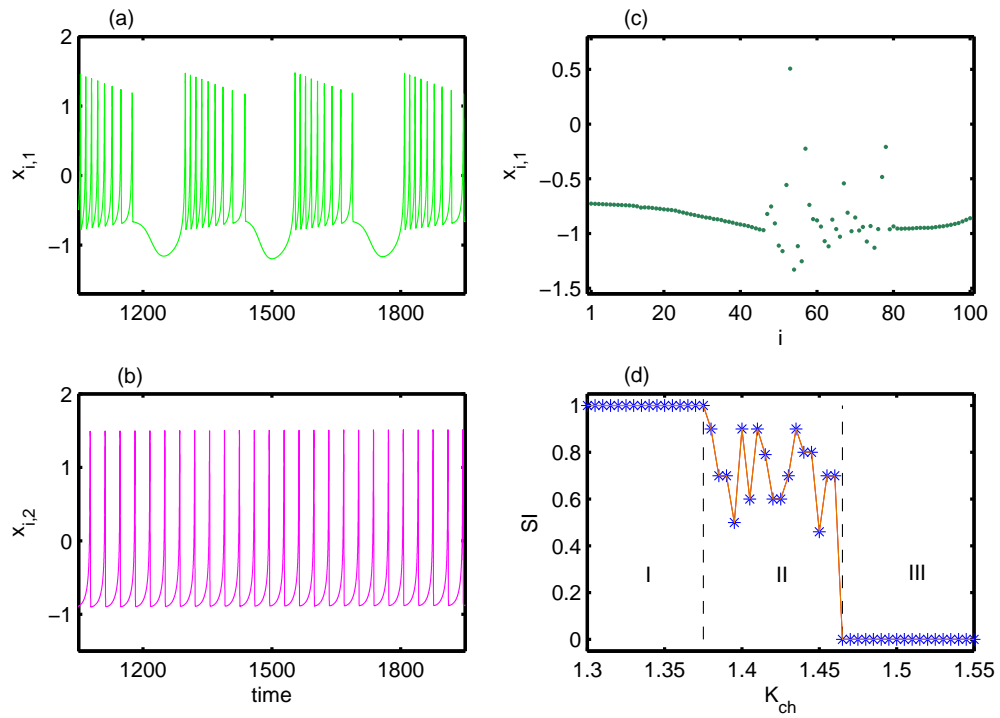 (a)
2
1
0
−1
x_{i,1}
1200 1500 1800
(c)
0.5
0
−0.5
−1
−1.5
x_{i,1}
1 20 40 60 80 100
i
(b)
2
1
0
−1
x_{i,2}
1200 1500 1800
time
(d)
1
0.8
0.6
0.4
0.2
0
SI
I II III
1.3 1.4 1.45 1.5 1.55
K_{ch}